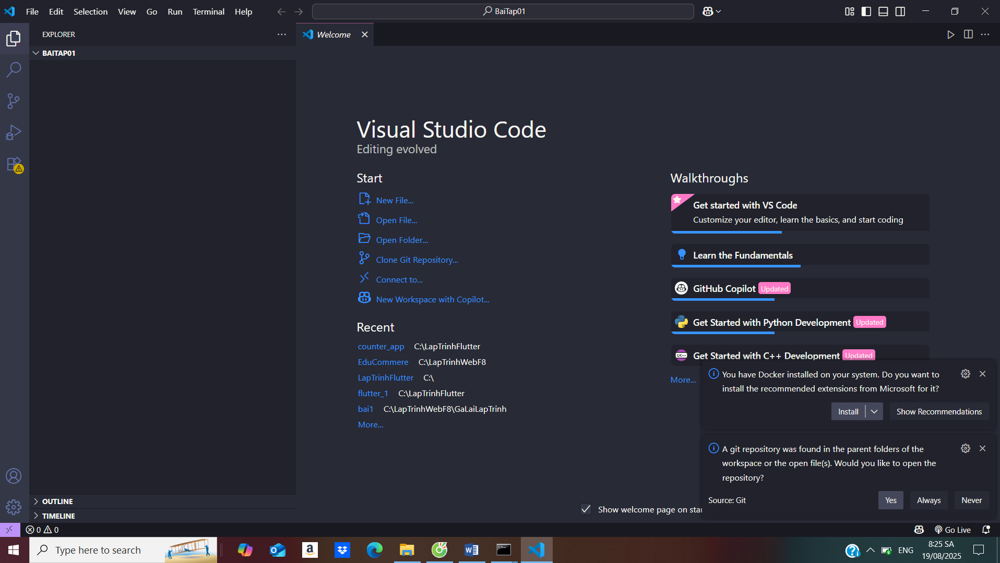 File Edit Selection View Go Run Terminal Help
BaiTap01
EXPLORER
Welcome
BAITAP01
Visual Studio Code
Editing evolved
Start
New File...
Open File...
Open Folder...
Clone Git Repository...
Connect to...
New Workspace with Copilot...
Recent
counter_app C:\LapTrinhFlutter
EduCommere C:\LapTrinhWebF8
LapTrinhFlutter C:\
flutter_1 C:\LapTrinhFlutter
bai1 C:\LapTrinhWebF8\GaLaiLapTrinh
More...
Walkthroughs
Get started with VS Code
Customize your editor, learn the basics, and start coding
Learn the Fundamentals
GitHub Copilot Updated
Get Started with Python Development Updated
C/C++ Get Started with C++ Development Updated
More...
You have Docker installed on your system. Do you want to
install the recommended extensions from Microsoft for it?
Install Show Recommendations
A git repository was found in the parent folders of the
workspace or the open file(s). Would you like to open the
repository?
Source: Git Yes Always Never
Show welcome page on star
OUTLINE
TIMELINE
0 0 Go Live
Type here to search
ENG
8:25 SA
19/08/2025